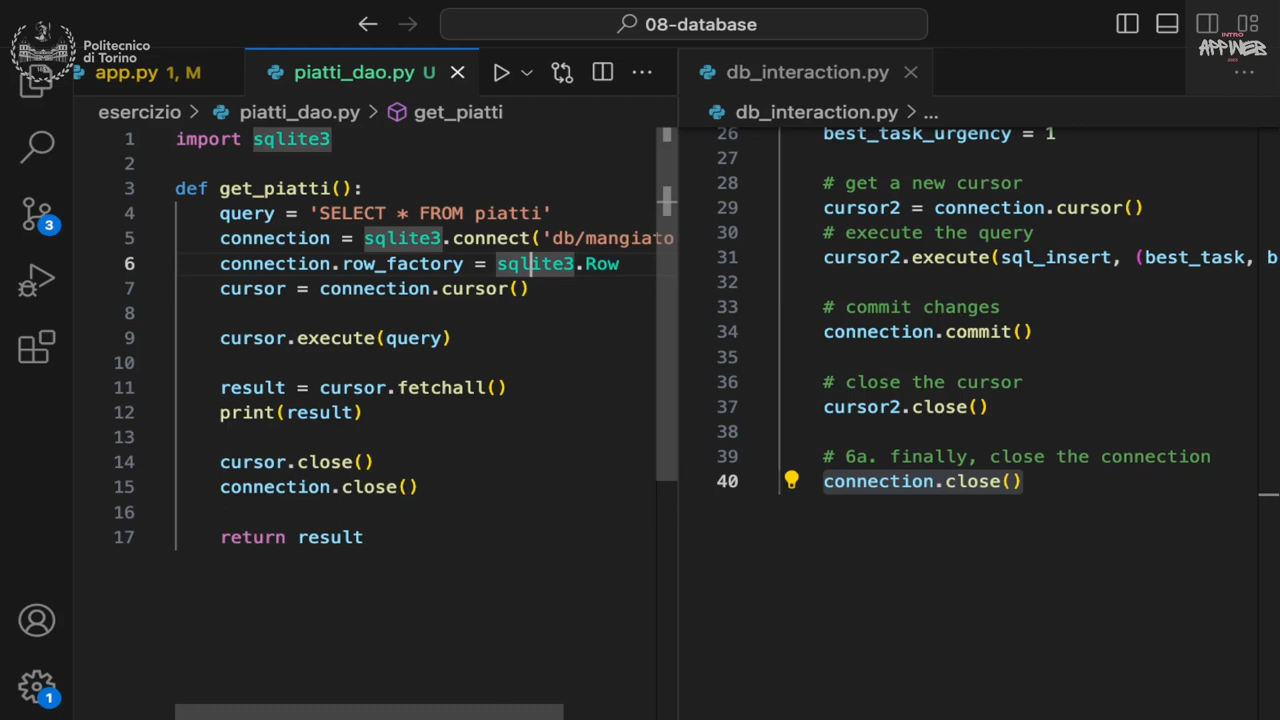 08-database
Politecnico
di Torino
INTRO
APPWEB
2023
app.py 1, M
piatti_dao.py U
db_interaction.py
esercizio > piatti_dao.py > get_piatti
db_interaction.py > ...
1 import sqlite3
2
3 def get_piatti():
4 query = 'SELECT * FROM piatti'
5 connection = sqlite3.connect('db/mangiato
6 connection.row_factory = sqlite3.Row
7 cursor = connection.cursor()
8
9 cursor.execute(query)
10
11 result = cursor.fetchall()
12 print(result)
13
14 cursor.close()
15 connection.close()
16
17 return result
26 best_task_urgency = 1
27
28 # get a new cursor
29 cursor2 = connection.cursor()
30 # execute the query
31 cursor2.execute(sql_insert, (best_task, b
32
33 # commit changes
34 connection.commit()
35
36 # close the cursor
37 cursor2.close()
38
39 # 6a. finally, close the connection
40 connection.close()
3
1